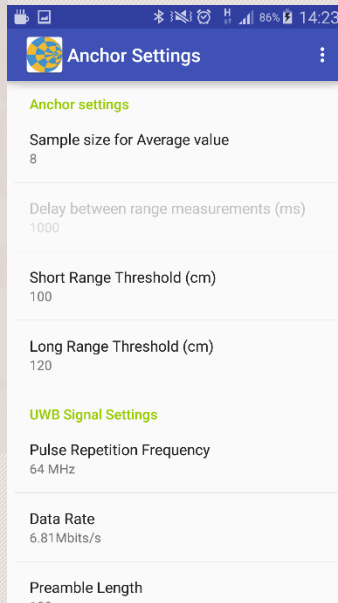 H 86% 14:23
Anchor Settings
Anchor settings
Sample size for Average value
8
Delay between range measurements (ms)
1000
Short Range Threshold (cm)
100
Long Range Threshold (cm)
120
UWB Signal Settings
Pulse Repetition Frequency
64 MHz
Data Rate
6.81Mbits/s
Preamble Length